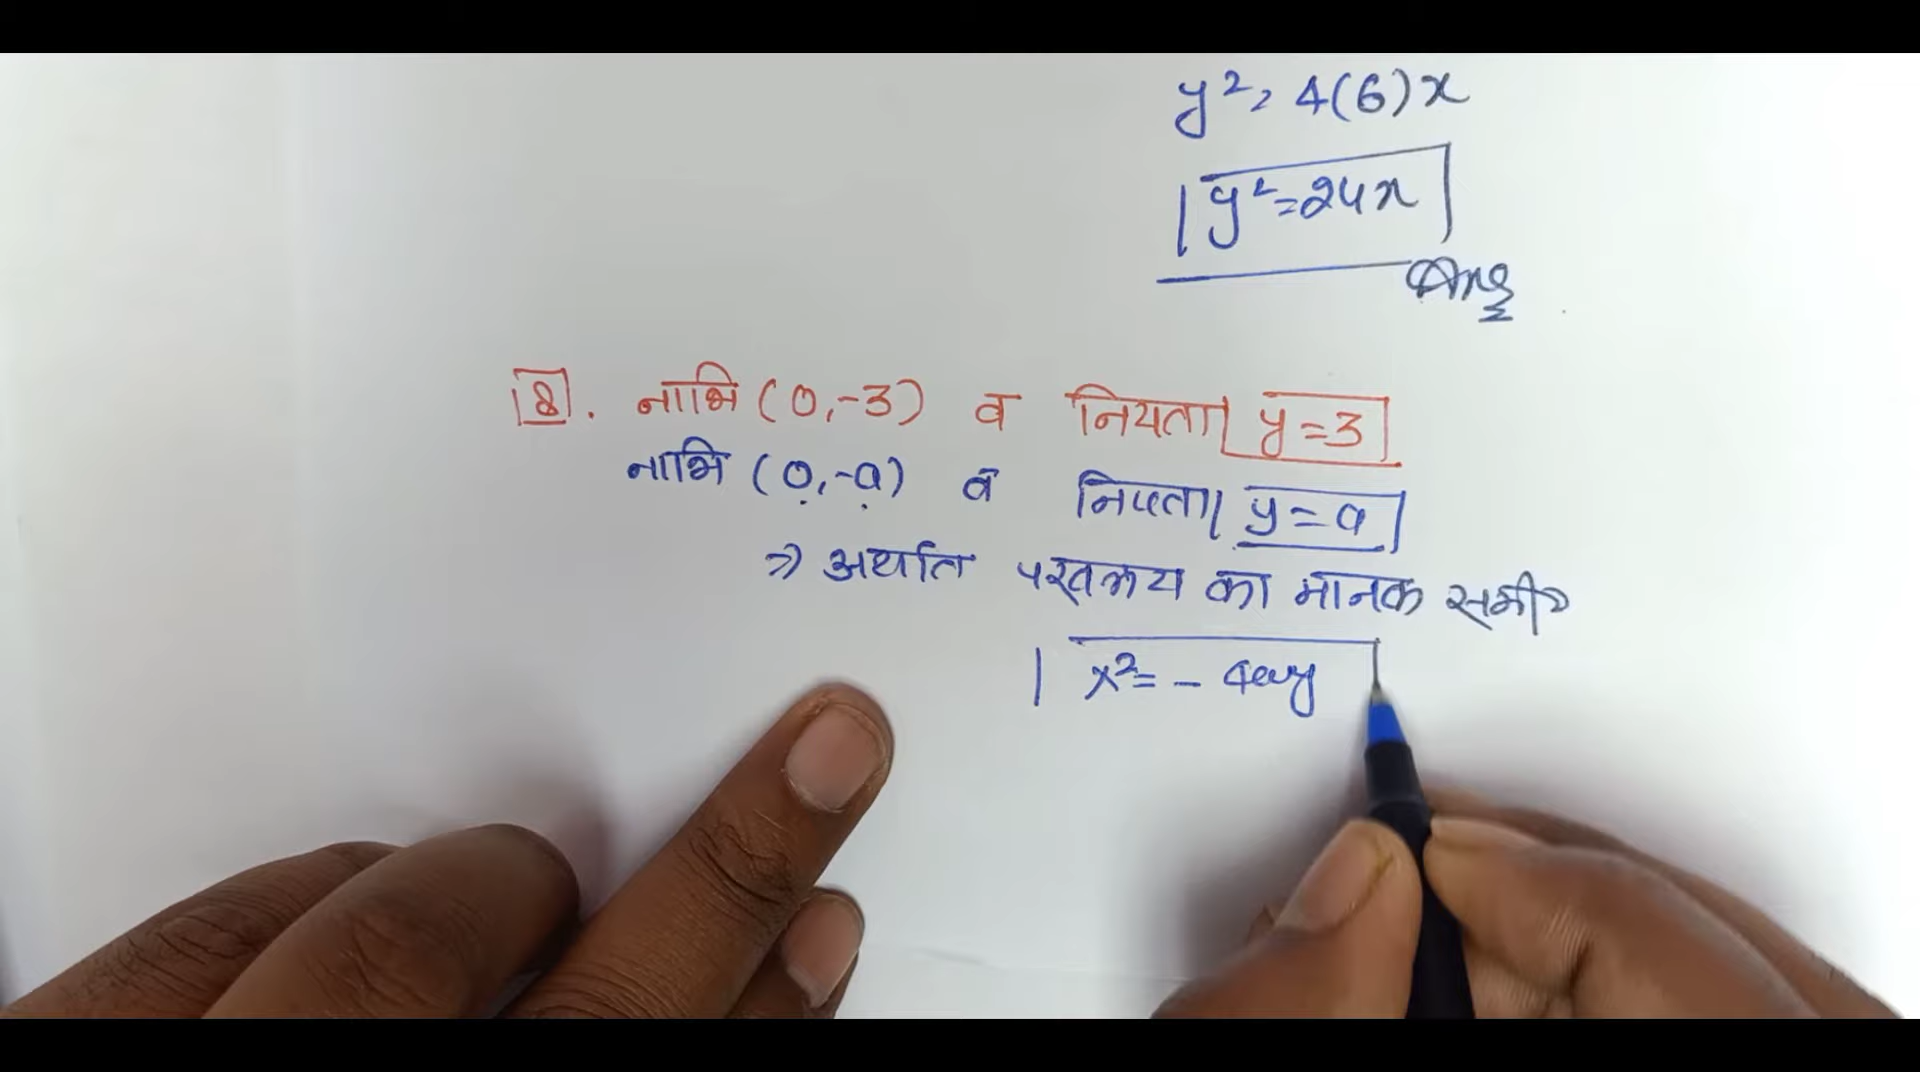 y² = 4(6)x
y² = 24x
Ans
8. नाभि (0,-3) व नियता y=3
नाभि (0,-a) व नियता y=a
⇒ अर्थात परवलय का मानक समी०
x² = - 4ay